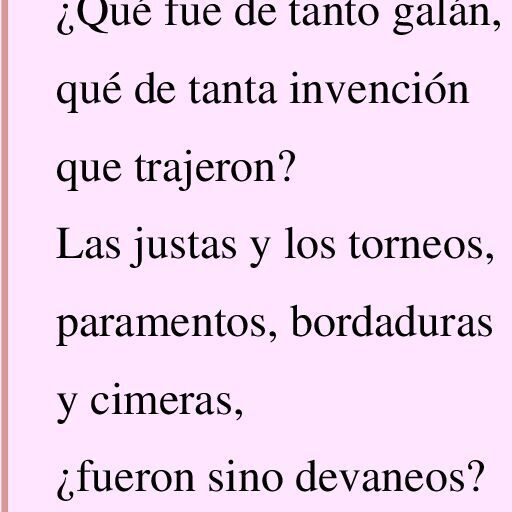 ¿Qué fue de tanto galán,
qué de tanta invención
que trajeron?
Las justas y los torneos,
paramentos, bordaduras
y cimeras,
¿fueron sino devaneos?